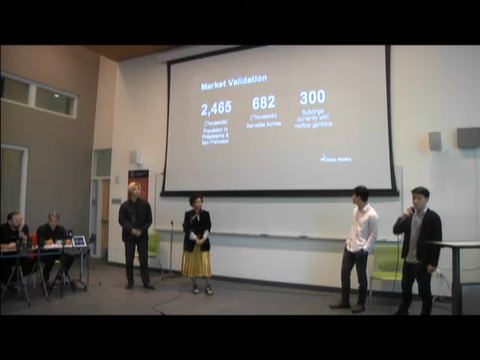 Market Validation
2,465
(Thousands)
Population in
Philadelphia &
San Francisco
682
(Thousands)
Servable homes
300
Buildings
currently with
rooftop gardens